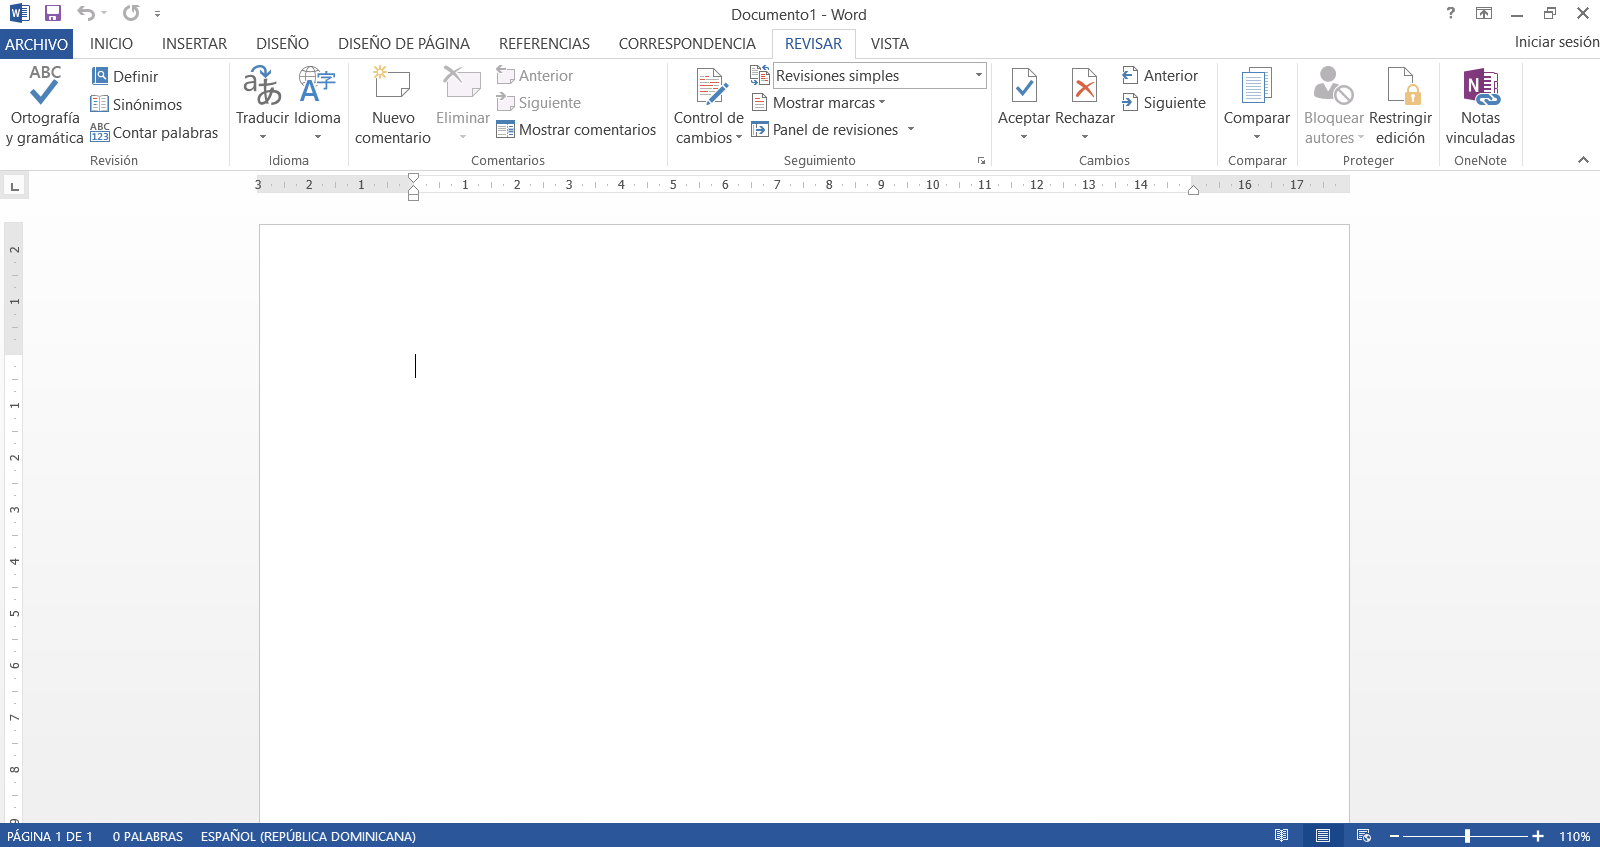 Documento1 - Word
ARCHIVO INICIO INSERTAR DISEÑO DISEÑO DE PÁGINA REFERENCIAS CORRESPONDENCIA REVISAR VISTA Iniciar sesión
ABC Ortografía y gramática
Definir
Sinónimos
ABC 123 Contar palabras
Revisión
Traducir Idioma
Idioma
Nuevo comentario
Eliminar
Anterior
Siguiente
Mostrar comentarios
Comentarios
Control de cambios
Revisiones simples
Mostrar marcas
Panel de revisiones
Seguimiento
Aceptar Rechazar
Anterior
Siguiente
Cambios
Comparar
Comparar
Bloquear autores
Restringir edición
Proteger
Notas vinculadas
OneNote
3 2 1 1 2 3 4 5 6 7 8 9 10 11 12 13 14 16 17
2
1
1
2
3
4
5
6
7
8
9
PÁGINA 1 DE 1 0 PALABRAS ESPAÑOL (REPÚBLICA DOMINICANA) 110%